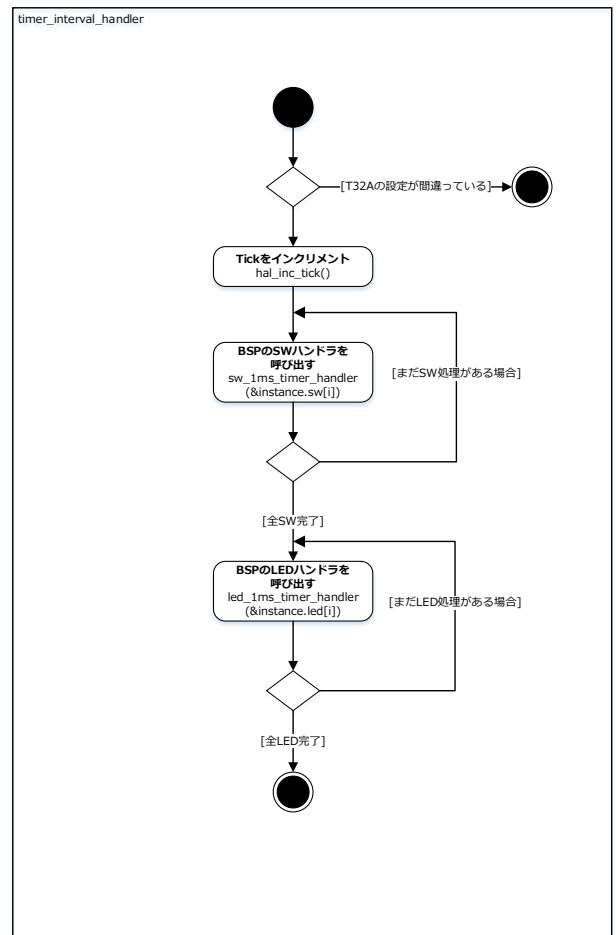 timer_interval_handler
[T32Aの設定が間違っている]
Tickをインクリメント
hal_inc_tick()
BSPのSWハンドラを
呼び出す
sw_1ms_timer_handler
(&instance.sw[i])
[まだSW処理がある場合]
[全SW完了]
BSPのLEDハンドラを
呼び出す
led_1ms_timer_handler
(&instance.led[i])
[まだLED処理がある場合]
[全LED完了]